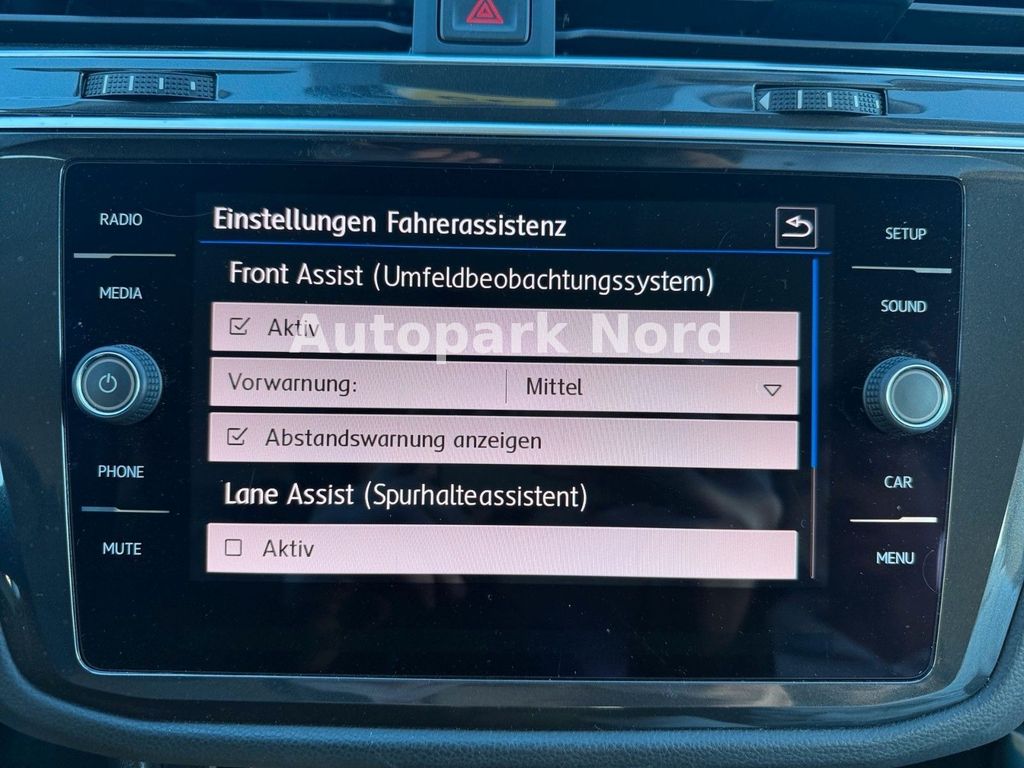 RADIO
MEDIA
PHONE
MUTE
Einstellungen Fahrerassistenz
Front Assist (Umfeldbeobachtungssystem)
Aktiv
Autopark Nord
Vorwarnung: Mittel
Abstandswarnung anzeigen
Lane Assist (Spurhalteassistent)
Aktiv
SETUP
SOUND
CAR
MENU